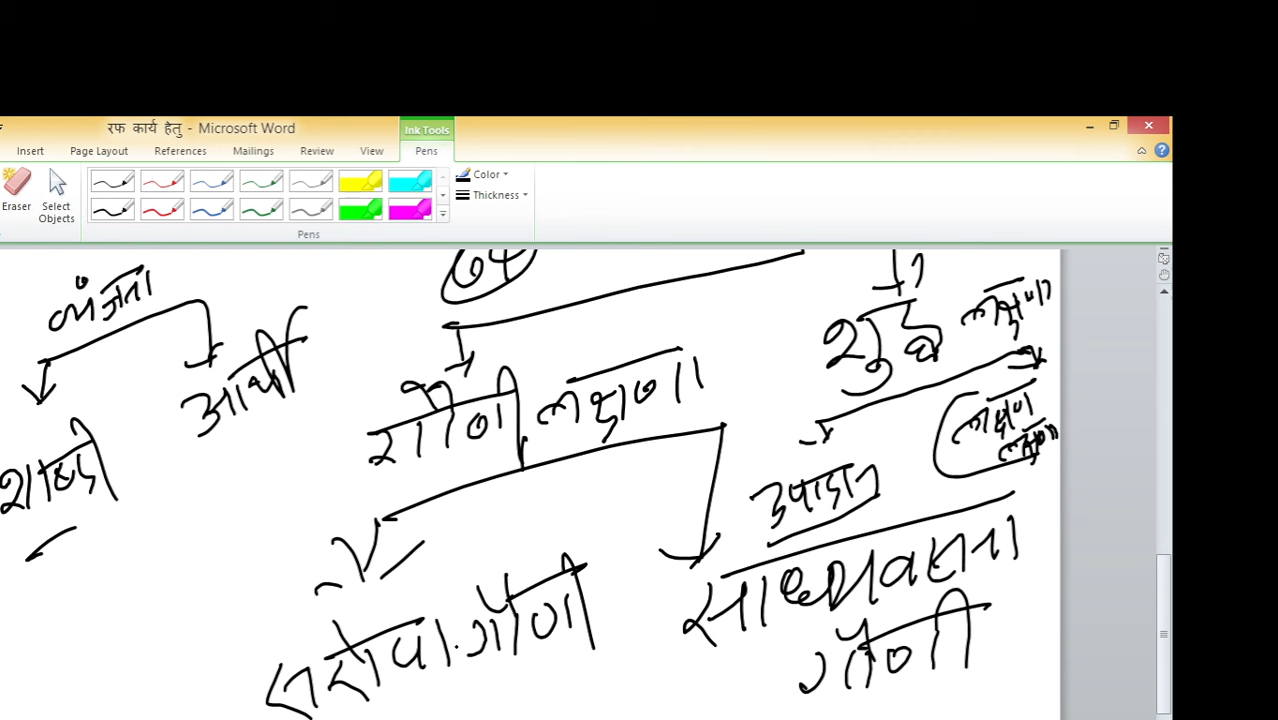 रफ कार्य हेतु - Microsoft Word
Ink Tools
Insert Page Layout References Mailings Review View Pens
Eraser
Select Objects
Color
Thickness
Pens
व्यंजना
आर्थी
शाब्दी
गौणी लक्षणा
शुद्ध
लक्षणा
उपादान
लक्षण
लक्षणा
सारोपा गौणी
साध्यवसाना
गौणी